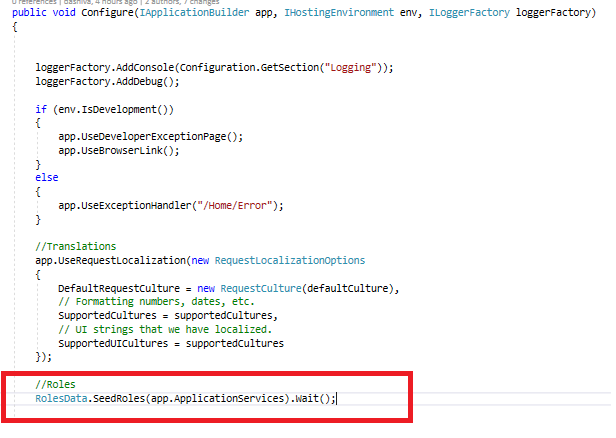 0 references | dashiva, 4 hours ago | 2 authors, 7 changes
public void Configure(IApplicationBuilder app, IHostingEnvironment env, ILoggerFactory loggerFactory)
{
loggerFactory.AddConsole(Configuration.GetSection("Logging"));
loggerFactory.AddDebug();
if (env.IsDevelopment())
{
app.UseDeveloperExceptionPage();
app.UseBrowserLink();
}
else
{
app.UseExceptionHandler("/Home/Error");
}
//Translations
app.UseRequestLocalization(new RequestLocalizationOptions
{
DefaultRequestCulture = new RequestCulture(defaultCulture),
// Formatting numbers, dates, etc.
SupportedCultures = supportedCultures,
// UI strings that we have localized.
SupportedUICultures = supportedCultures
});
//Roles
RolesData.SeedRoles(app.ApplicationServices).Wait();